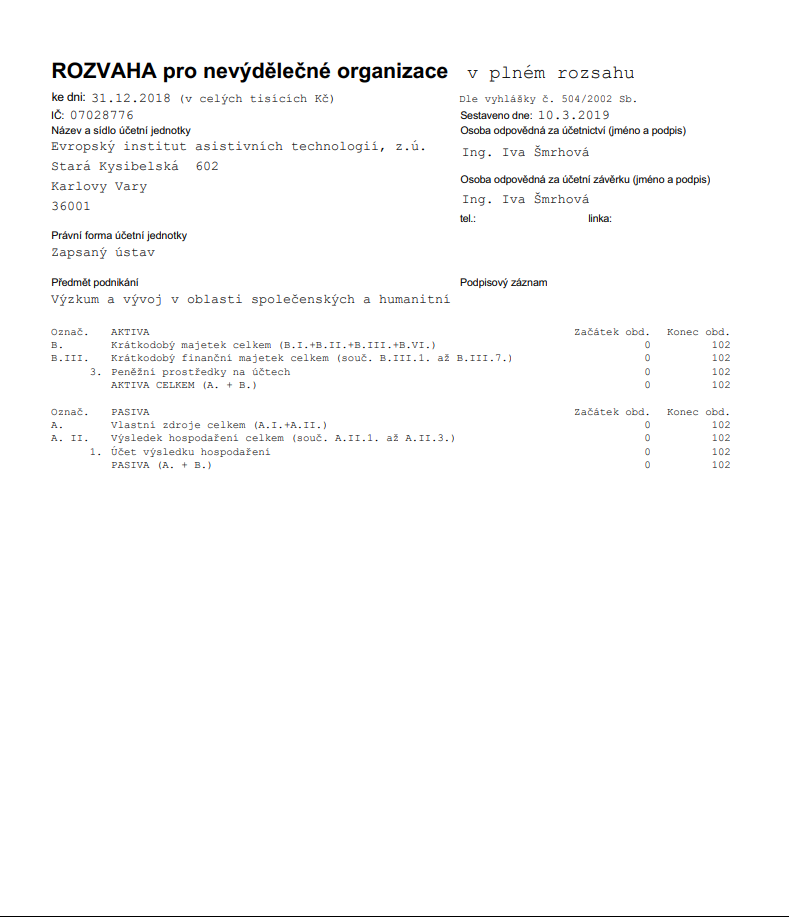 ROZVAHA pro nevýdělečné organizace v plném rozsahu
ke dni: 31.12.2018 (v celých tisících Kč) Dle vyhlášky č. 504/2002 Sb.
IČ: 07028776 Sestaveno dne: 10.3.2019
Název a sídlo účetní jednotky Osoba odpovědná za účetnictví (jméno a podpis)
Evropský institut asistivních technologií, z.ú.
Ing. Iva Šmrhová
Stará Kysibelská 602
Karlovy Vary Osoba odpovědná za účetní závěrku (jméno a podpis)
36001 Ing. Iva Šmrhová
tel.: linka:
Právní forma účetní jednotky
Zapsaný ústav
Předmět podnikání Podpisový záznam
Výzkum a vývoj v oblasti společenských a humanitní
Označ. AKTIVA Začátek obd. Konec obd.
B. Krátkodobý majetek celkem (B.I.+B.II.+B.III.+B.VI.) 0 102
B.III. Krátkodobý finanční majetek celkem (souč. B.III.1. až B.III.7.) 0 102
3. Peněžní prostředky na účtech 0 102
AKTIVA CELKEM (A. + B.) 0 102
Označ. PASIVA Začátek obd. Konec obd.
A. Vlastní zdroje celkem (A.I.+A.II.) 0 102
A. II. Výsledek hospodaření celkem (souč. A.II.1. až A.II.3.) 0 102
1. Účet výsledku hospodaření 0 102
PASIVA (A. + B.) 0 102